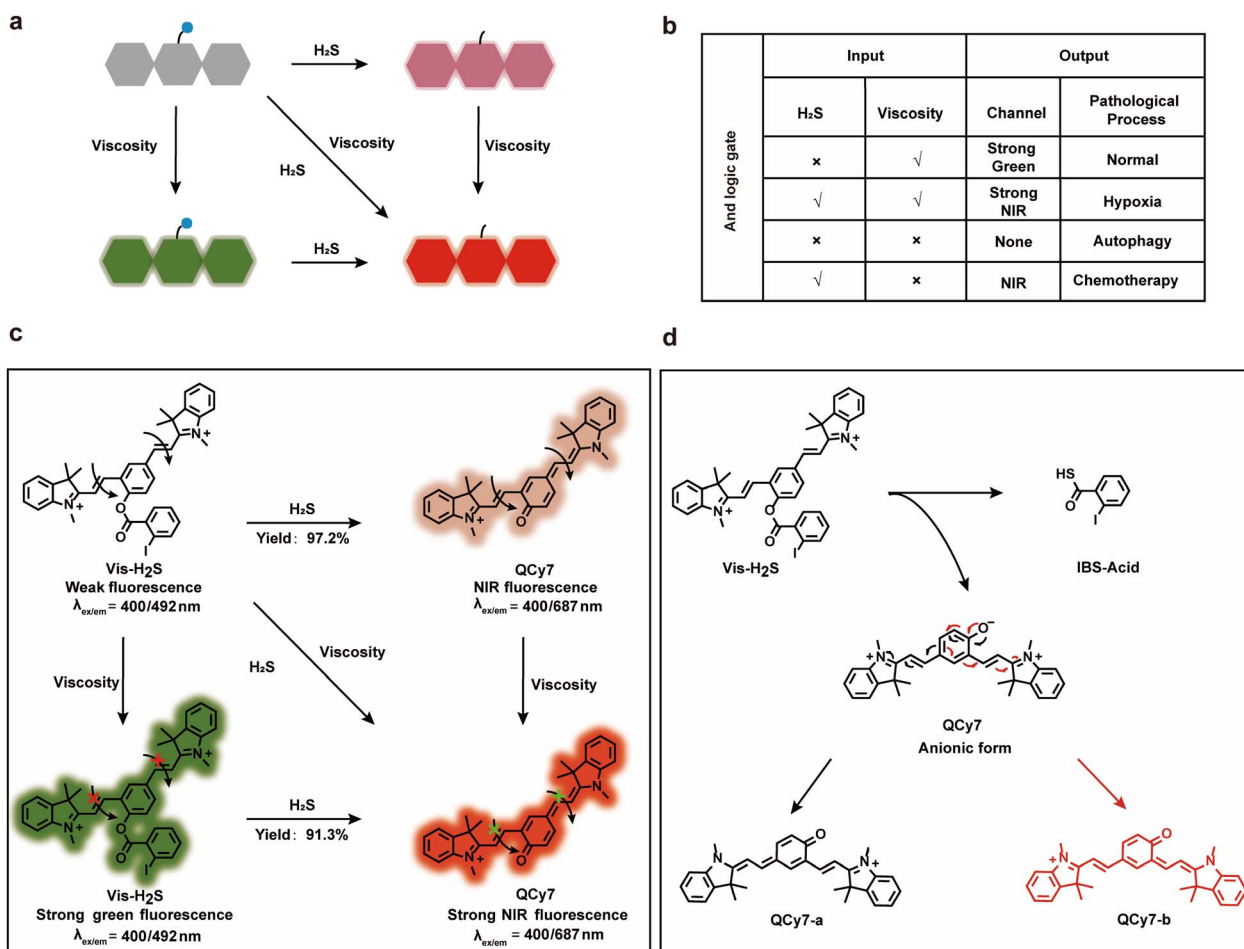 a
H₂S
Viscosity
Viscosity
H₂S
Viscosity
H₂S
b
And logic gate
Input
Output
H₂S
Viscosity
Channel
Pathological
Process
×
√
Strong
Green
Normal
√
√
Strong
NIR
Hypoxia
×
×
None
Autophagy
√
×
NIR
Chemotherapy
c
N
+
N
+
O
O
I
Vis-H₂S
Weak fluorescence
λex/em = 400/492 nm
H₂S
Yield: 97.2%
N
N
+
O
QCy7
NIR fluorescence
λex/em = 400/687 nm
Viscosity
H₂S
Viscosity
Viscosity
N
+
N
+
O
O
I
Vis-H₂S
Strong green fluorescence
λex/em = 400/492 nm
H₂S
Yield: 91.3%
N
N
+
O
QCy7
Strong NIR fluorescence
λex/em = 400/687 nm
d
N
+
N
+
O
O
I
Vis-H₂S
HS
O
I
IBS-Acid
O⁻
N
+
N
+
QCy7
Anionic form
O
N
N
+
QCy7-a
O
N
+
N
QCy7-b